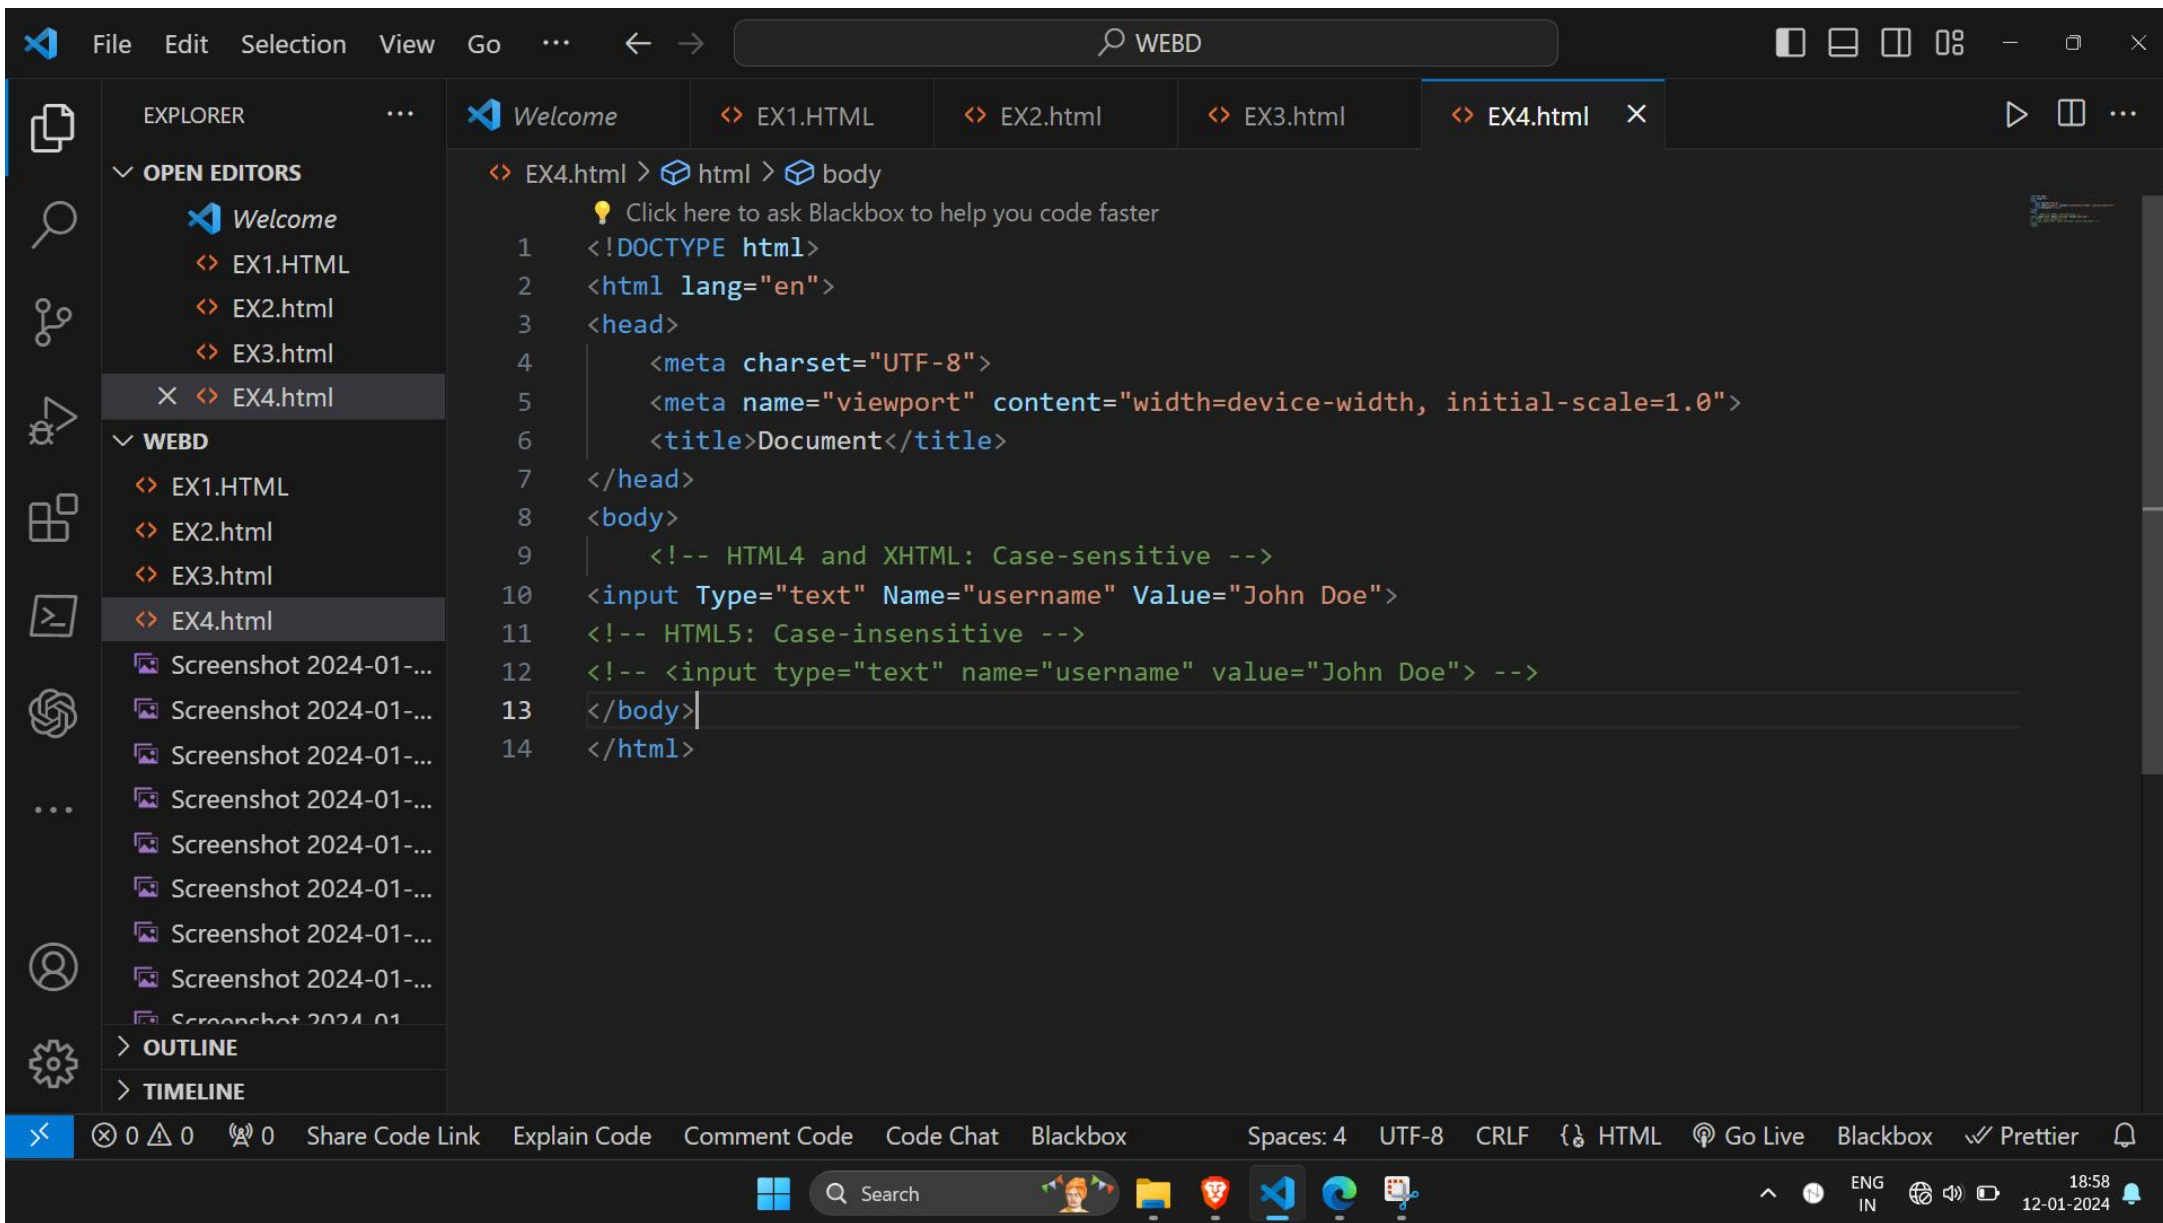 File Edit Selection View Go ··· WEBD
EXPLORER ···
OPEN EDITORS
Welcome
EX1.HTML
EX2.html
EX3.html
EX4.html
WEBD
EX1.HTML
EX2.html
EX3.html
EX4.html
Screenshot 2024-01-...
Screenshot 2024-01-...
Screenshot 2024-01-...
Screenshot 2024-01-...
Screenshot 2024-01-...
Screenshot 2024-01-...
Screenshot 2024-01-...
Screenshot 2024-01-...
Screenshot 2024-01
OUTLINE
TIMELINE
Welcome EX1.HTML EX2.html EX3.html EX4.html
EX4.html > html > body
Click here to ask Blackbox to help you code faster
1 <!DOCTYPE html>
2 <html lang="en">
3 <head>
4 <meta charset="UTF-8">
5 <meta name="viewport" content="width=device-width, initial-scale=1.0">
6 <title>Document</title>
7 </head>
8 <body>
9 <!-- HTML4 and XHTML: Case-sensitive -->
10 <input Type="text" Name="username" Value="John Doe">
11 <!-- HTML5: Case-insensitive -->
12 <!-- <input type="text" name="username" value="John Doe"> -->
13 </body>
14 </html>
0 0 0 Share Code Link Explain Code Comment Code Code Chat Blackbox Spaces: 4 UTF-8 CRLF HTML Go Live Blackbox Prettier
Search
ENG
IN
18:58
12-01-2024